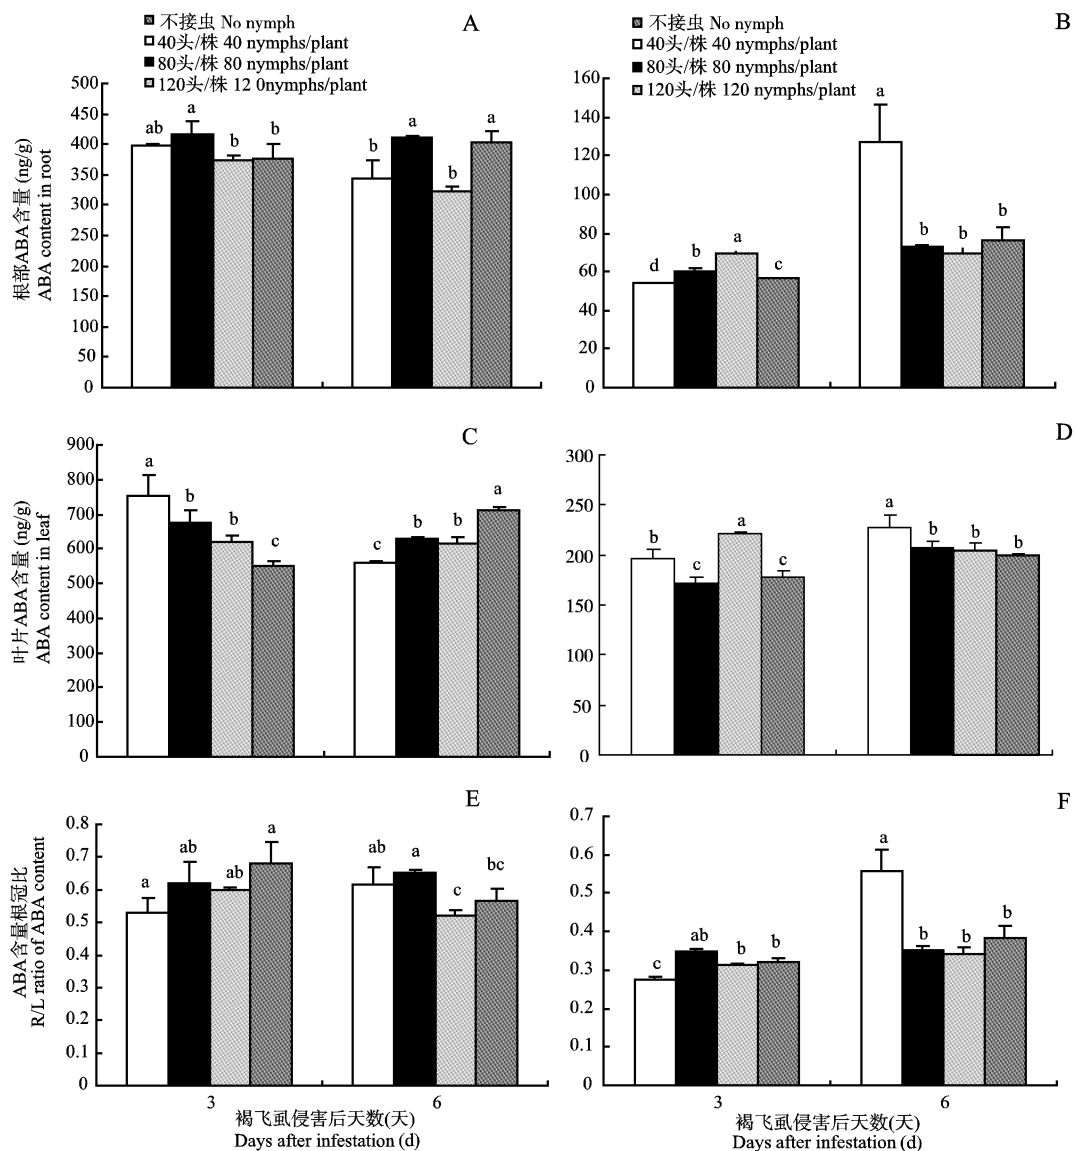 A
不接虫 No nymph
40头/株 40 nymphs/plant
80头/株 80 nymphs/plant
120头/株 12 0nymphs/plant
根部ABA含量 (ng/g)
ABA content in root
500
450
400
350
300
250
200
150
100
50
0
ab
a
b
b
b
a
b
a
B
不接虫 No nymph
40头/株 40 nymphs/plant
80头/株 80 nymphs/plant
120头/株 120 nymphs/plant
160
140
120
100
80
60
40
20
0
d
b
a
c
a
b
b
b
C
叶片ABA含量 (ng/g)
ABA content in leaf
900
800
700
600
500
400
300
200
100
0
a
b
b
c
c
b
b
a
D
300
250
200
150
100
50
0
b
c
a
c
a
b
b
b
E
ABA含量根冠比
R/L ratio of ABA content
0.8
0.7
0.6
0.5
0.4
0.3
0.2
0.1
0
a
ab
ab
a
ab
a
c
bc
3
6
褐飞虱侵害后天数(天)
Days after infestation (d)
F
0.7
0.6
0.5
0.4
0.3
0.2
0.1
0
c
ab
b
b
a
b
b
b
3
6
褐飞虱侵害后天数(天)
Days after infestation (d)